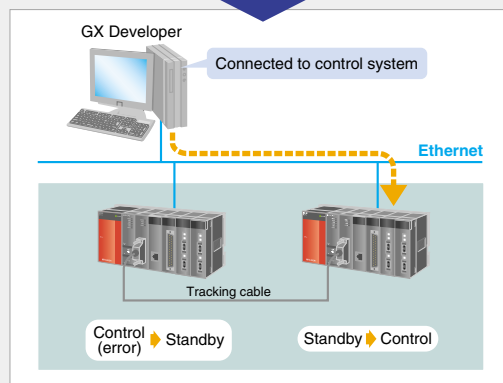 GX Developer
Connected to control system
Ethernet
Tracking cable
Control
(error)
Standby
Standby
Control